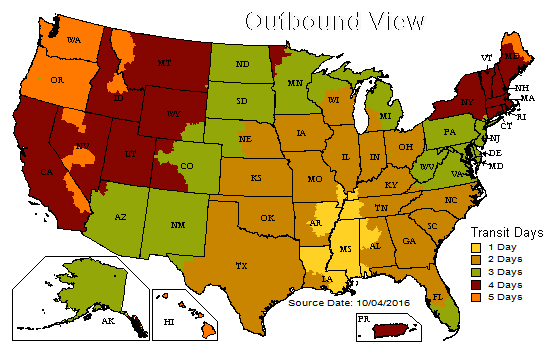 Outbound View
WA
OR
CA
ID
NV
MT
WY
UT
CO
AZ
NM
ND
SD
NE
KS
OK
TX
MN
IA
MO
AR
LA
WI
IL
MI
IN
OH
KY
TN
MS
AL
GA
FL
SC
NC
VA
WV
PA
NY
VT
ME
NH
MA
RI
CT
NJ
DE
MD
AK
HI
PR
Transit Days
1 Day
2 Days
3 Days
4 Days
5 Days
Source Date: 10/04/2016